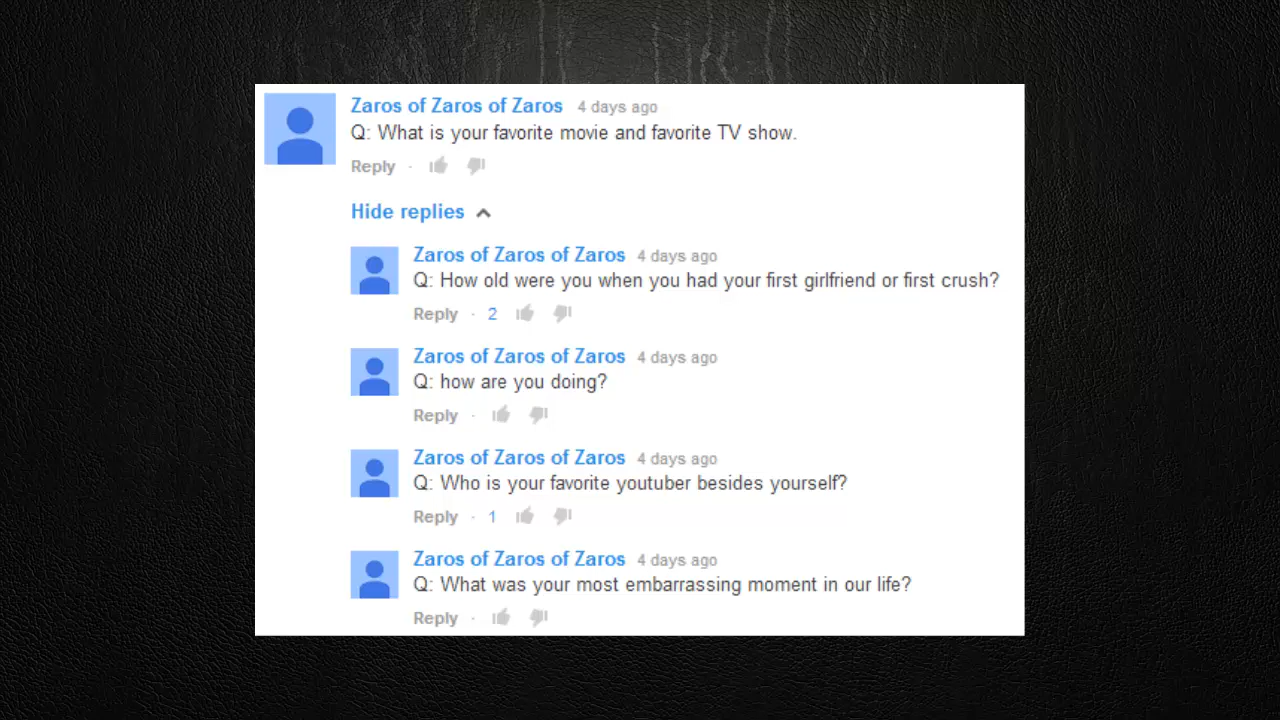 Zaros of Zaros of Zaros 4 days ago
Q: What is your favorite movie and favorite TV show.
Reply ·
Hide replies
Zaros of Zaros of Zaros 4 days ago
Q: How old were you when you had your first girlfriend or first crush?
Reply · 2
Zaros of Zaros of Zaros 4 days ago
Q: how are you doing?
Reply ·
Zaros of Zaros of Zaros 4 days ago
Q: Who is your favorite youtuber besides yourself?
Reply · 1
Zaros of Zaros of Zaros 4 days ago
Q: What was your most embarrassing moment in our life?
Reply ·